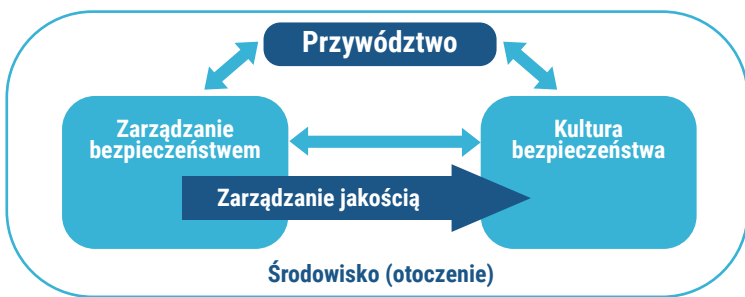 Przywództwo
Zarządzanie
bezpieczeństwem
Kultura
bezpieczeństwa
Zarządzanie jakością
Środowisko (otoczenie)